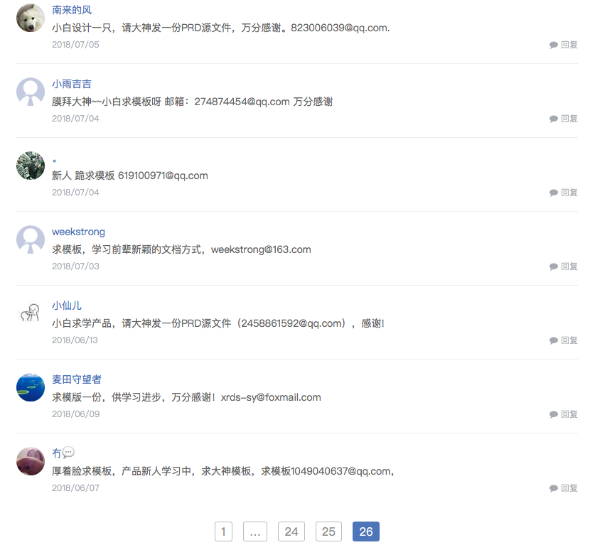 南来的风
小白设计一只，请大神发一份PRD源文件，万分感谢。823006039@qq.com.
2018/07/05 回复
小雨吉吉
膜拜大神~~小白求模板呀 邮箱：274874454@qq.com 万分感谢
2018/07/04 回复
。
新人 跪求模板 619100971@qq.com
2018/07/04 回复
weekstrong
求模板，学习前辈新颖的文档方式，weekstrong@163.com
2018/07/03 回复
小仙儿
小白求学产品，请大神发一份PRD源文件（2458861592@qq.com），感谢!
2018/06/13 回复
麦田守望者
求模版一份，供学习进步，万分感谢！xrds-sy@foxmail.com
2018/06/09 回复
冇💬
厚着脸求模板，产品新人学习中，求大神模板，求模板1049040637@qq.com，
2018/06/07 回复
1 ... 24 25 26